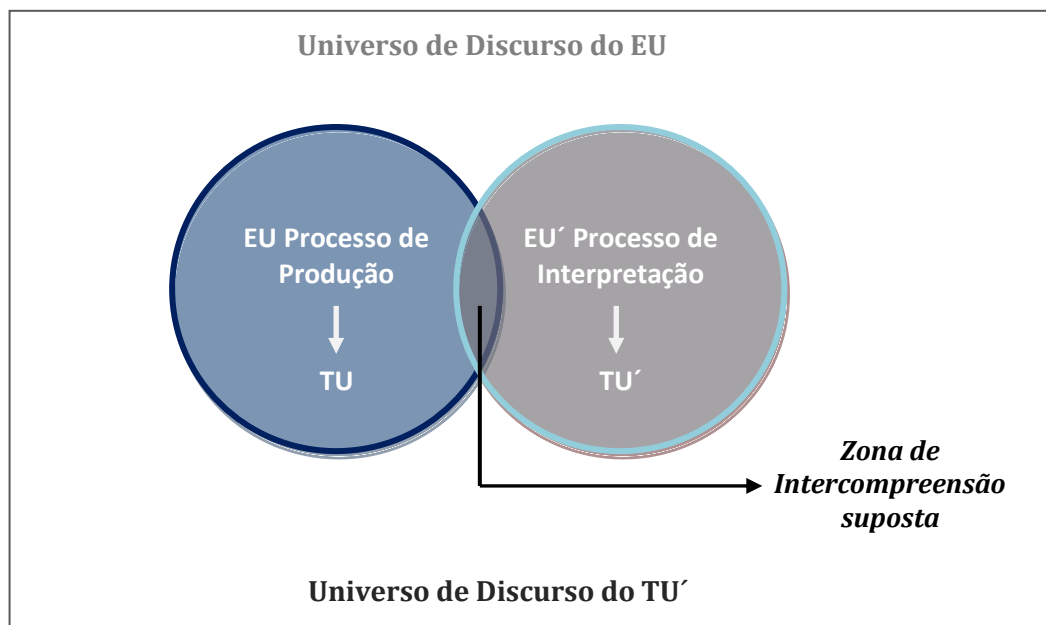 Universo de Discurso do EU
EU Processo de
Produção
TU
EU´ Processo de
Interpretação
TU´
Zona de
Intercompreensão
suposta
Universo de Discurso do TU´